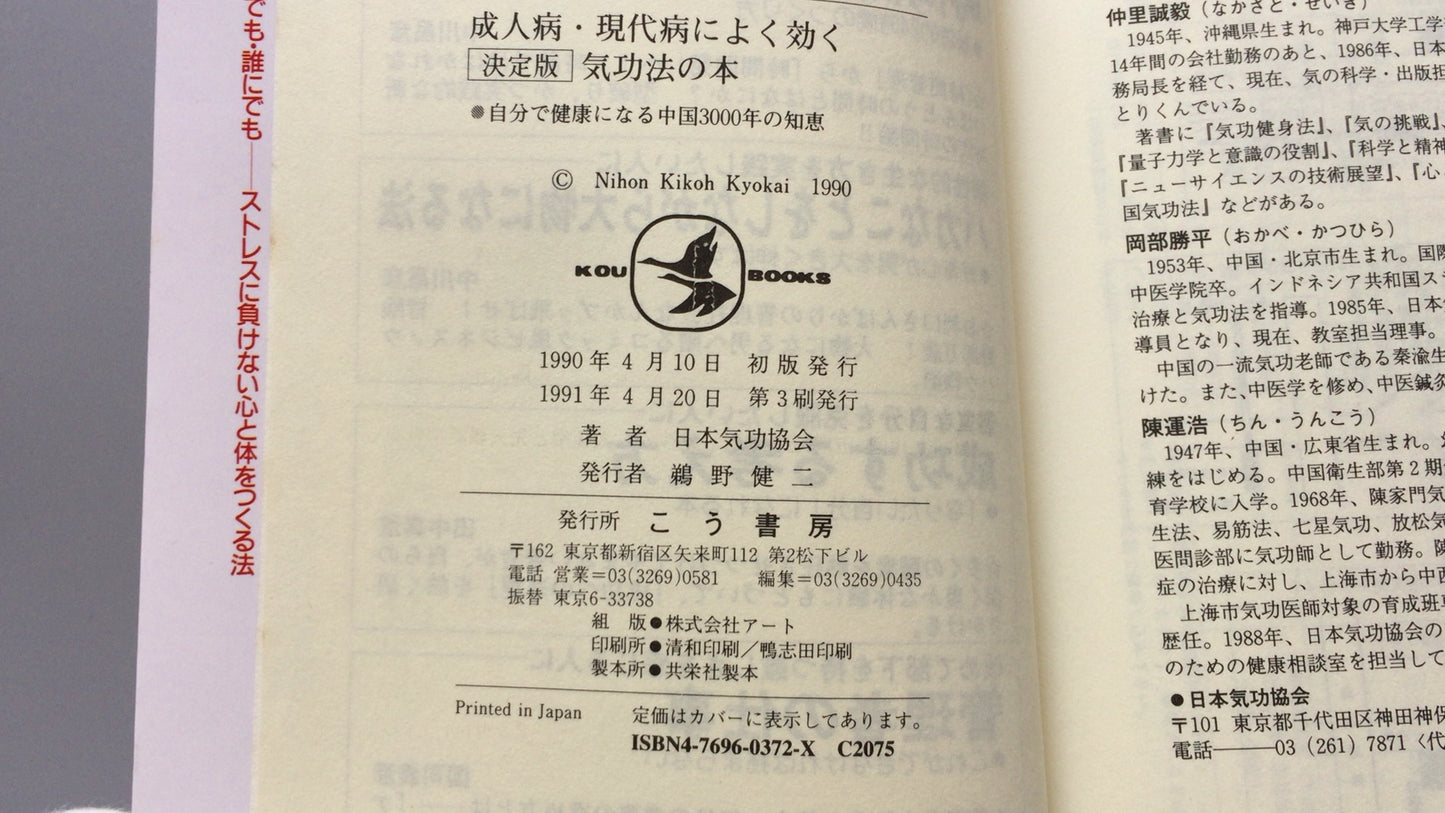 でも・誰にでも――ストレスに負けない心と体をつくる法
成人病・現代病によく効く
決定版 気功法の本
●自分で健康になる中国3000年の知恵
© Nihon Kikoh Kyokai 1990
KOU BOOKS
1990年4月10日 初版発行
1991年4月20日 第3刷発行
著者 日本気功協会
発行者 鵜野健二
発行所 こう書房
〒162 東京都新宿区矢来町112 第2松下ビル
電話 営業=03(3269)0581 編集=03(3269)0435
振替 東京6-33738
組版●株式会社アート
印刷所●清和印刷/鴨志田印刷
製本所●共栄社製本
Printed in Japan 定価はカバーに表示してあります。
ISBN4-7696-0372-X C2075
仲里誠毅(なかざと・せいき)
1945年、沖縄県生まれ。神戸大学工学
14年間の会社勤務のあと、1986年、日本
務局長を経て、現在、気の科学・出版担
とりくんでいる。
著書に『気功健身法』、『気の挑戦』、
『量子力学と意識の役割』、『科学と精神
『ニューサイエンスの技術展望』、『心と
国気功法』などがある。
岡部勝平(おかべ・かつひら)
1953年、中国・北京市生まれ。国際
中医学院卒。インドネシア共和国ス
治療と気功法を指導。1985年、日本
導員となり、現在、教室担当理事。
中国の一流気功老師である秦渝生
けた。また、中医学を修め、中医鍼灸
陳運浩(ちん・うんこう)
1947年、中国・広東省生まれ。
練をはじめる。中国衛生部第2期
育学校に入学。1968年、陳家門気
生法、易筋法、七星気功、放松気
医問診部に気功師として勤務。陳
症の治療に対し、上海市から中西
上海市気功医師対象の育成班
歴任。1988年、日本気功協会の
のための健康相談室を担当して
●日本気功協会
〒101 東京都千代田区神田神保
電話――03(261)7871〈代